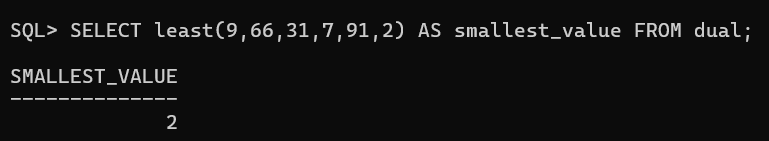 SQL> SELECT least(9,66,31,7,91,2) AS smallest_value FROM dual;
SMALLEST_VALUE
--------------
2